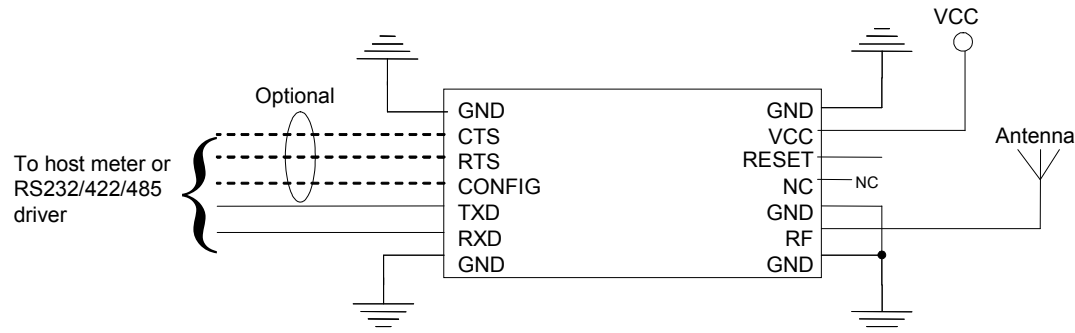 VCC
Optional
GND
CTS
RTS
CONFIG
TXD
RXD
GND
To host meter or
RS232/422/485
driver
GND
VCC
RESET
NC
NC
GND
RF
GND
Antenna